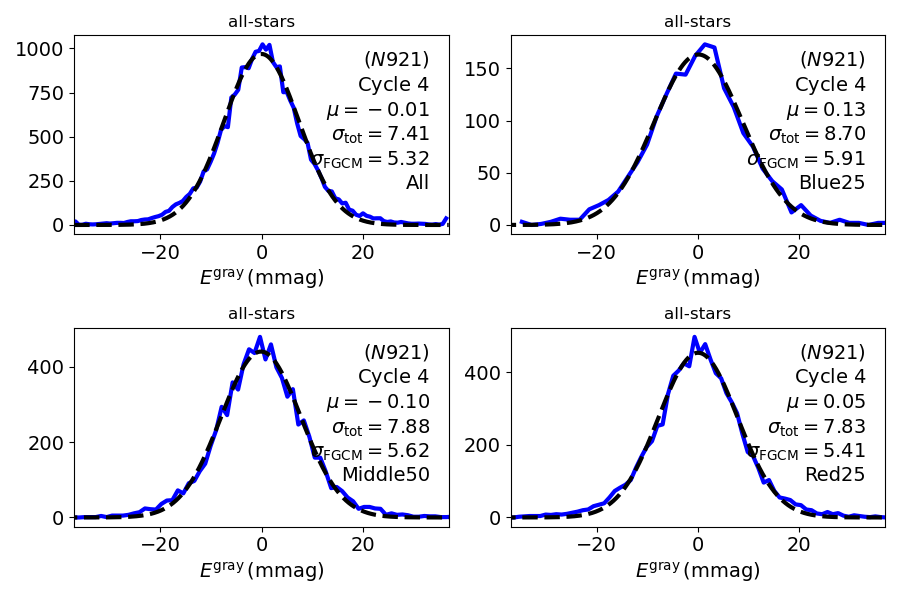 all-stars
1000
750
500
250
0
(N921)
Cycle 4
μ = −0.01
σtot = 7.41
σFGCM = 5.32
All
−20 0 20
Egray (mmag)
all-stars
150
100
50
0
(N921)
Cycle 4
μ = 0.13
σtot = 8.70
σFGCM = 5.91
Blue25
−20 0 20
Egray (mmag)
all-stars
400
200
0
(N921)
Cycle 4
μ = −0.10
σtot = 7.88
σFGCM = 5.62
Middle50
−20 0 20
Egray (mmag)
all-stars
400
200
0
(N921)
Cycle 4
μ = 0.05
σtot = 7.83
σFGCM = 5.41
Red25
−20 0 20
Egray (mmag)